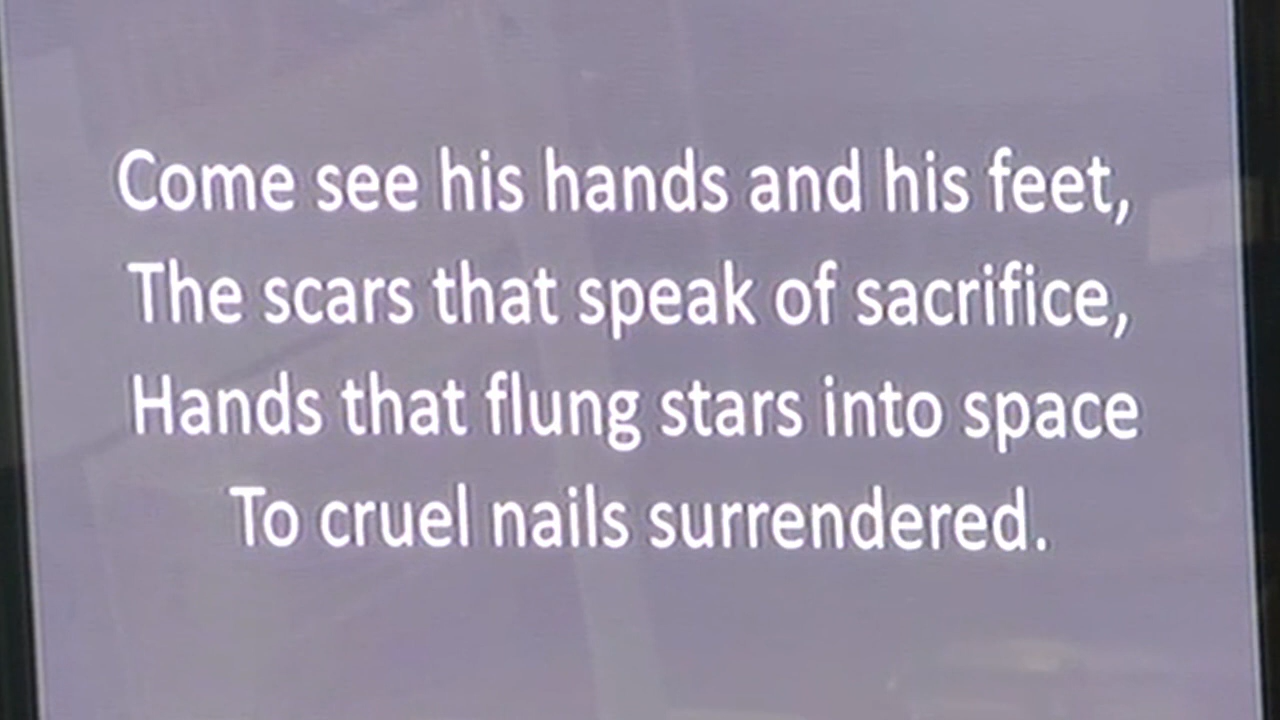 Come see his hands and his feet,
The scars that speak of sacrifice,
Hands that flung stars into space
To cruel nails surrendered.